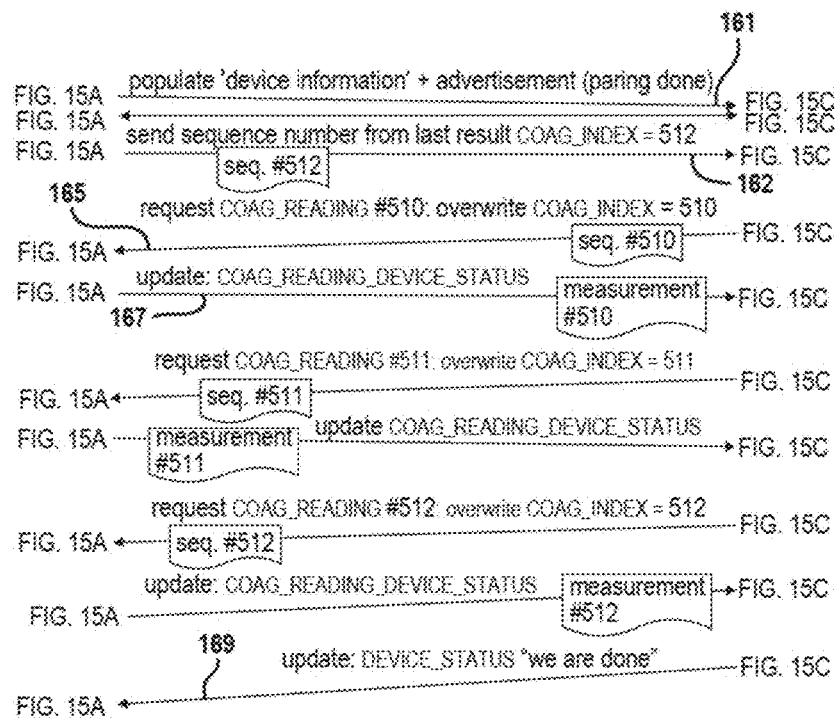 161
populate 'device information' + advertisement (paring done)
FIG. 15A FIG. 15C
FIG. 15A FIG. 15C
send sequence number from last result COAG_INDEX = 512
FIG. 15A FIG. 15C
seq. #512
162
165
request COAG_READING #510: overwrite COAG_INDEX = 510
FIG. 15C
seq. #510
FIG. 15A
update: COAG_READING_DEVICE_STATUS
FIG. 15A measurement FIG. 15C
#510
167
request COAG_READING #511: overwrite COAG_INDEX = 511
FIG. 15C
FIG. 15A seq. #511
update COAG_READING_DEVICE_STATUS
FIG. 15A measurement FIG. 15C
#511
request COAG_READING #512: overwrite COAG_INDEX = 512
FIG. 15C
FIG. 15A seq. #512
update: COAG_READING_DEVICE_STATUS measurement FIG. 15C
#512
FIG. 15A
169
update: DEVICE_STATUS "we are done" FIG. 15C
FIG. 15A